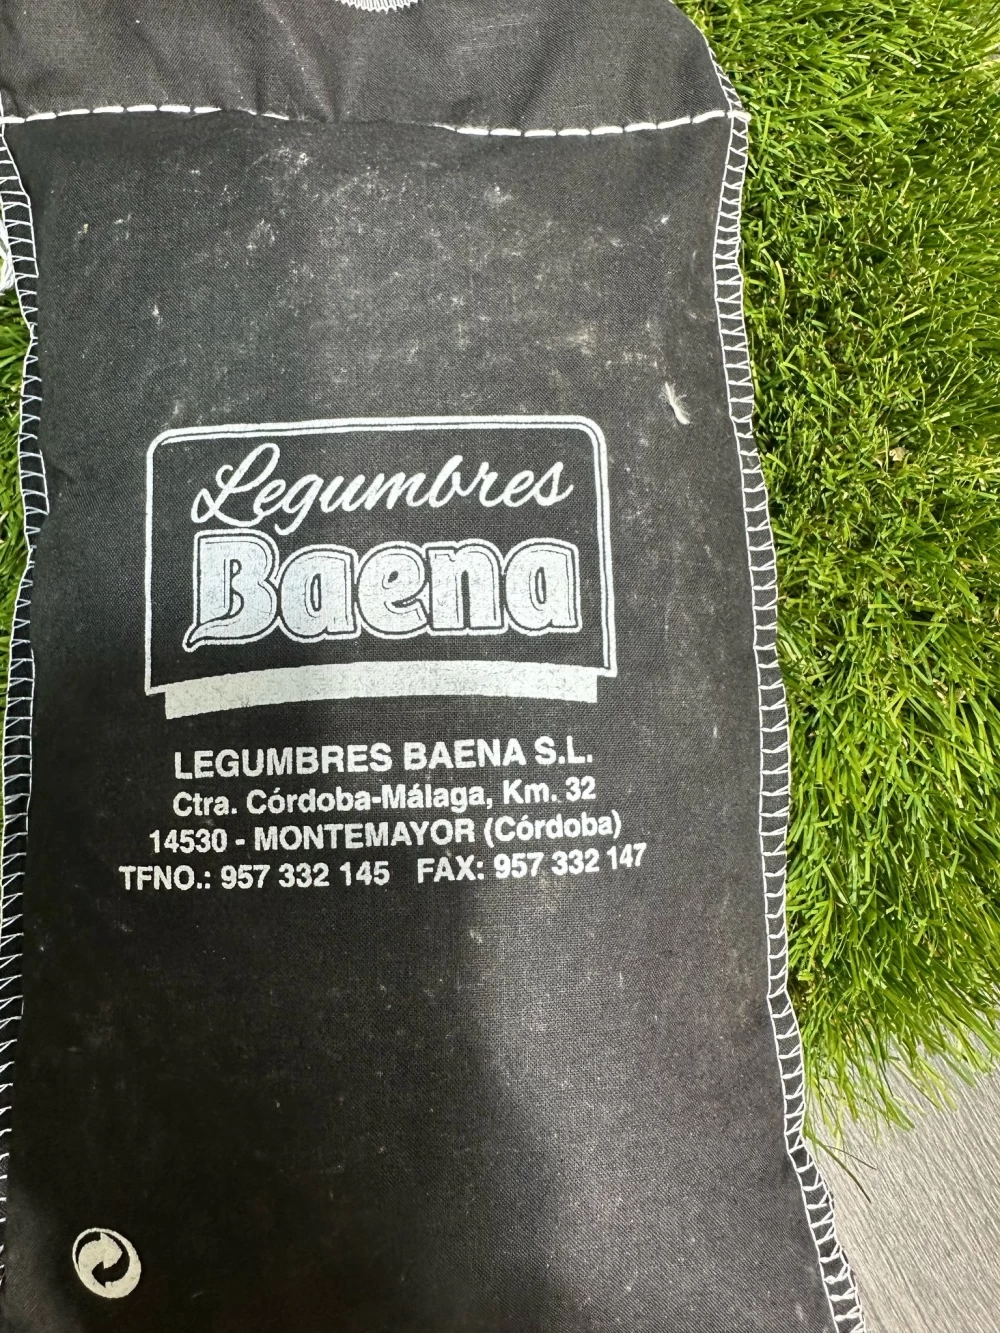 Legumbres
Baena
LEGUMBRES BAENA S.L.
Ctra. Córdoba-Málaga, Km. 32
14530 - MONTEMAYOR (Córdoba)
TFNO.: 957 332 145 FAX: 957 332 147